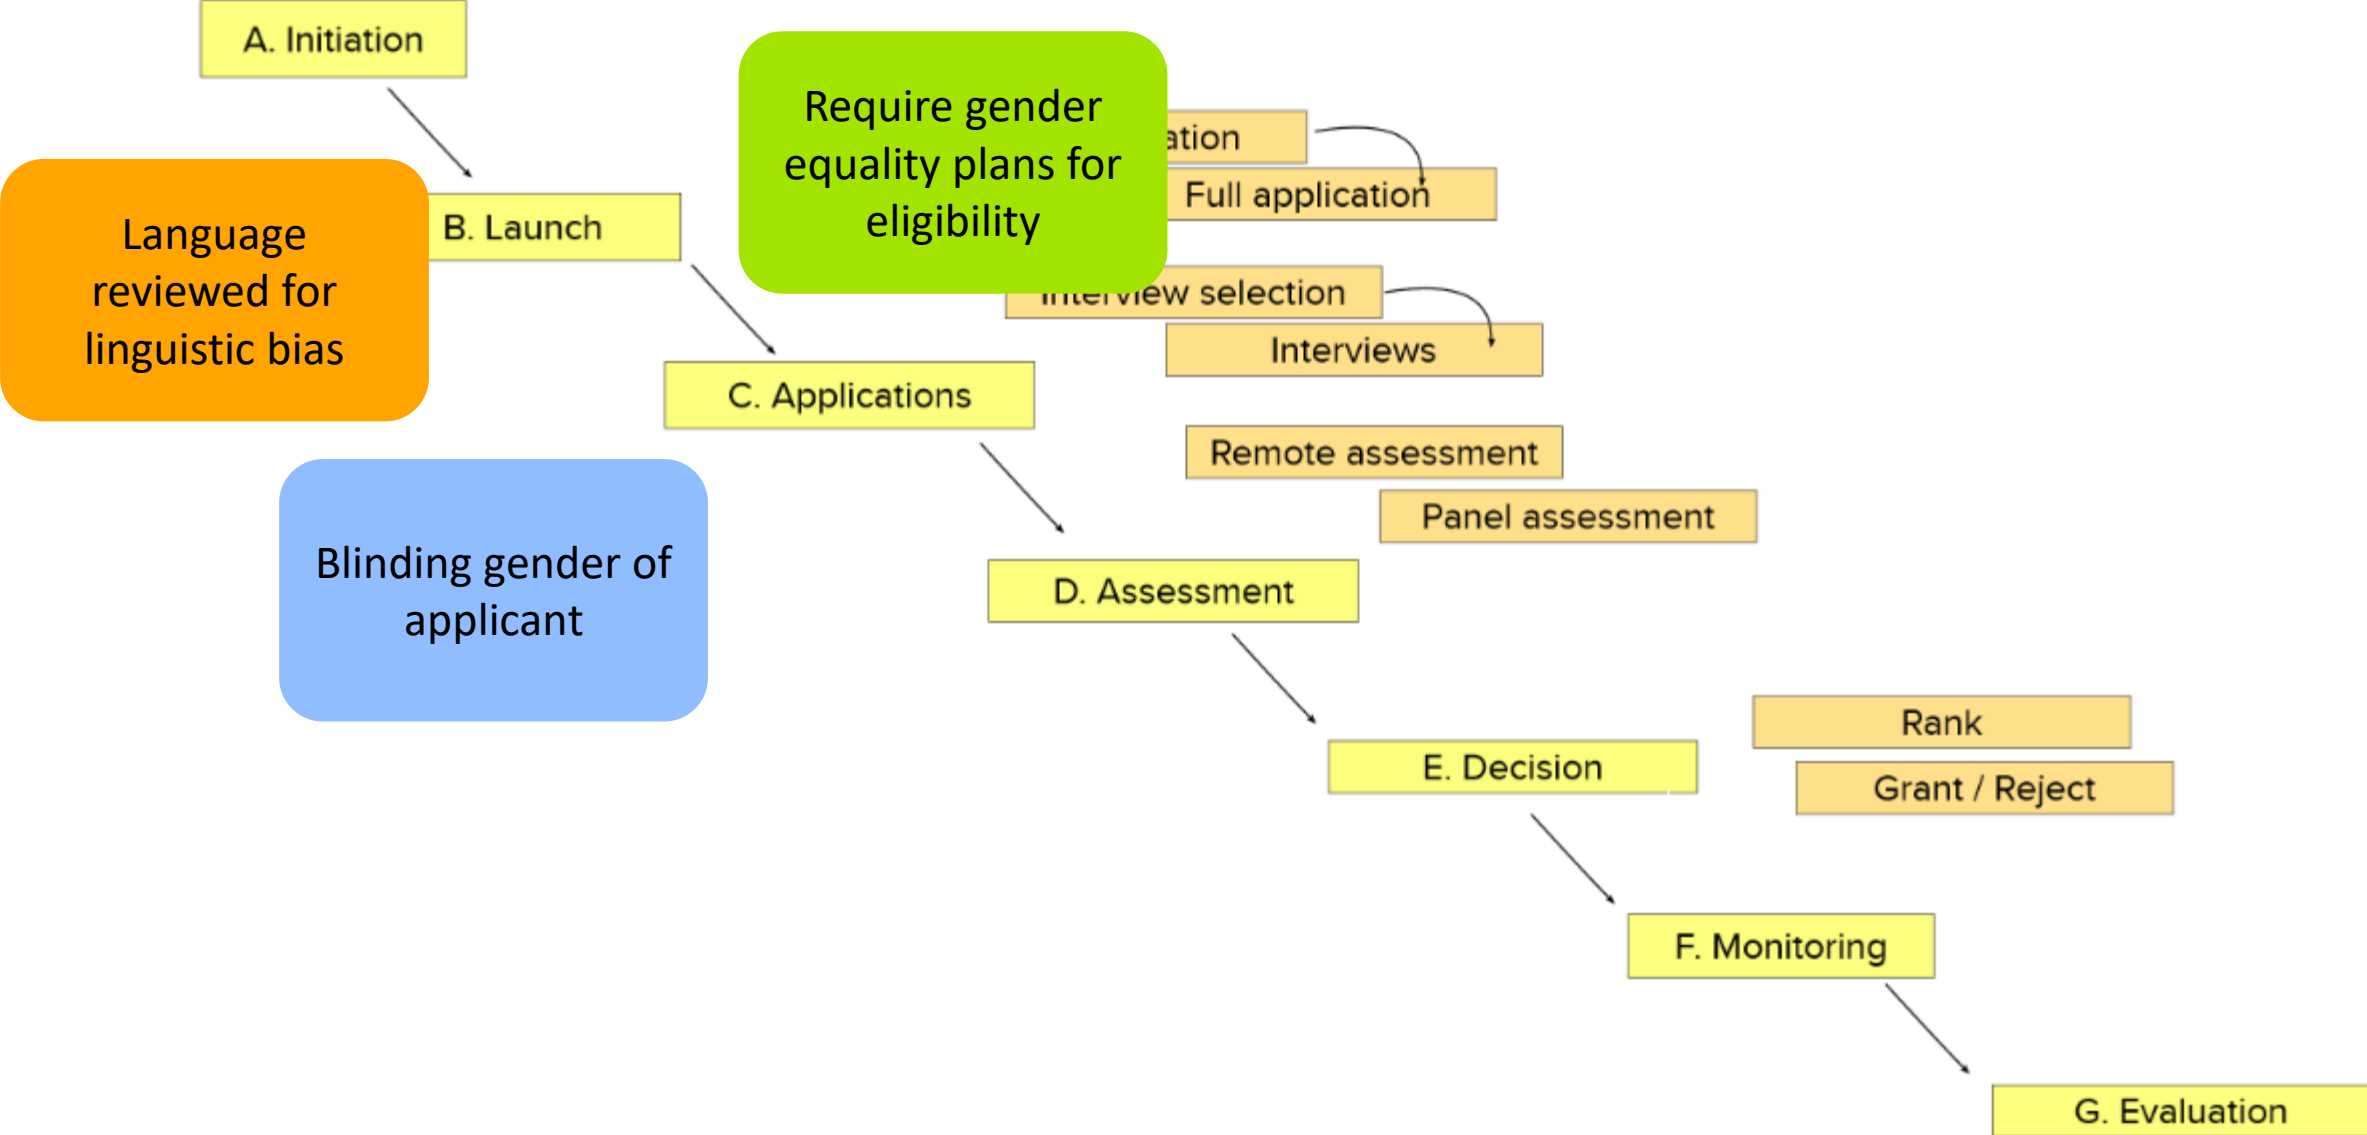 A. Initiation
Require gender
equality plans for
eligibility
ation
Full application
Language
reviewed for
linguistic bias
B. Launch
Interview selection
Interviews
C. Applications
Remote assessment
Panel assessment
Blinding gender of
applicant
D. Assessment
Rank
E. Decision
Grant / Reject
F. Monitoring
G. Evaluation